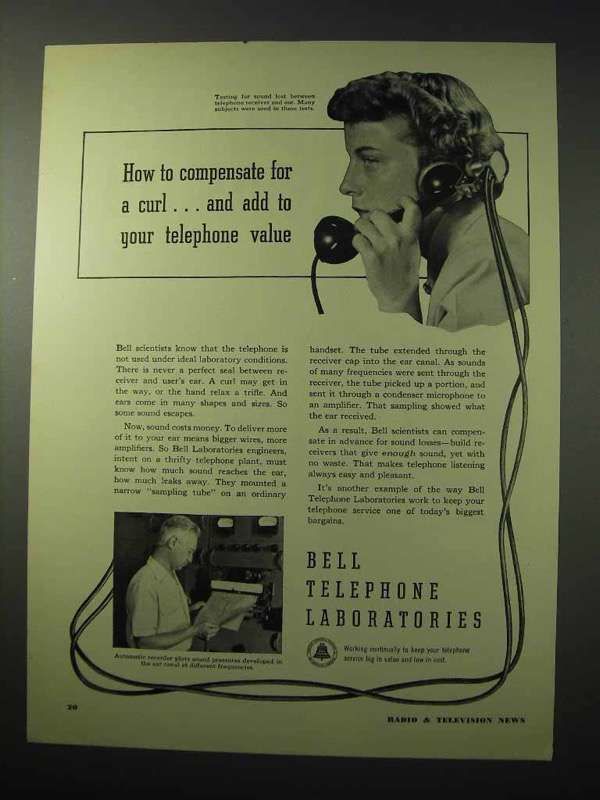 Testing for sound lost between
telephone receiver and ear. Many
subjects were used in these tests.
How to compensate for
a curl . . . and add to
your telephone value
Bell scientists know that the telephone is
not used under ideal laboratory conditions.
There is never a perfect seal between re-
ceiver and user's ear. A curl may get in
the way, or the hand relax a trifle. And
ears come in many shapes and sizes. So
some sound escapes.
Now, sound costs money. To deliver more
of it to your ear means bigger wires, more
amplifiers. So Bell Laboratories engineers,
intent on a thrifty telephone plant, must
know how much sound reaches the ear,
how much leaks away. They mounted a
narrow "sampling tube" on an ordinary
handset. The tube extended through the
receiver cap into the ear canal. As sounds
of many frequencies were sent through the
receiver, the tube picked up a portion, and
sent it through a condenser microphone to
an amplifier. That sampling showed what
the ear received.
As a result, Bell scientists can compen-
sate in advance for sound losses—build re-
ceivers that give enough sound, yet with
no waste. That makes telephone listening
always easy and pleasant.
It's another example of the way Bell
Telephone Laboratories work to keep your
telephone service one of today's biggest
bargains.
Automatic recorder plots sound pressures developed in
the ear canal at different frequencies.
BELL
TELEPHONE
LABORATORIES
Working continually to keep your telephone
service big in value and low in cost.
20
RADIO & TELEVISION NEWS